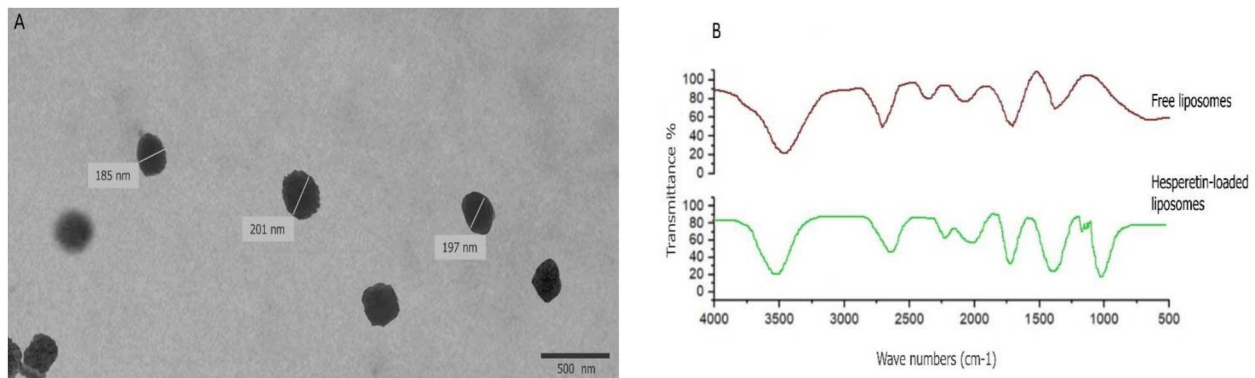 A
185 nm
201 nm
197 nm
500 nm
B
100
80
60
40
20
0
Free liposomes
Transmittance %
100
80
60
40
20
0
Hesperetin-loaded
liposomes
4000 3500 3000 2500 2000 1500 1000 500
Wave numbers (cm-1)